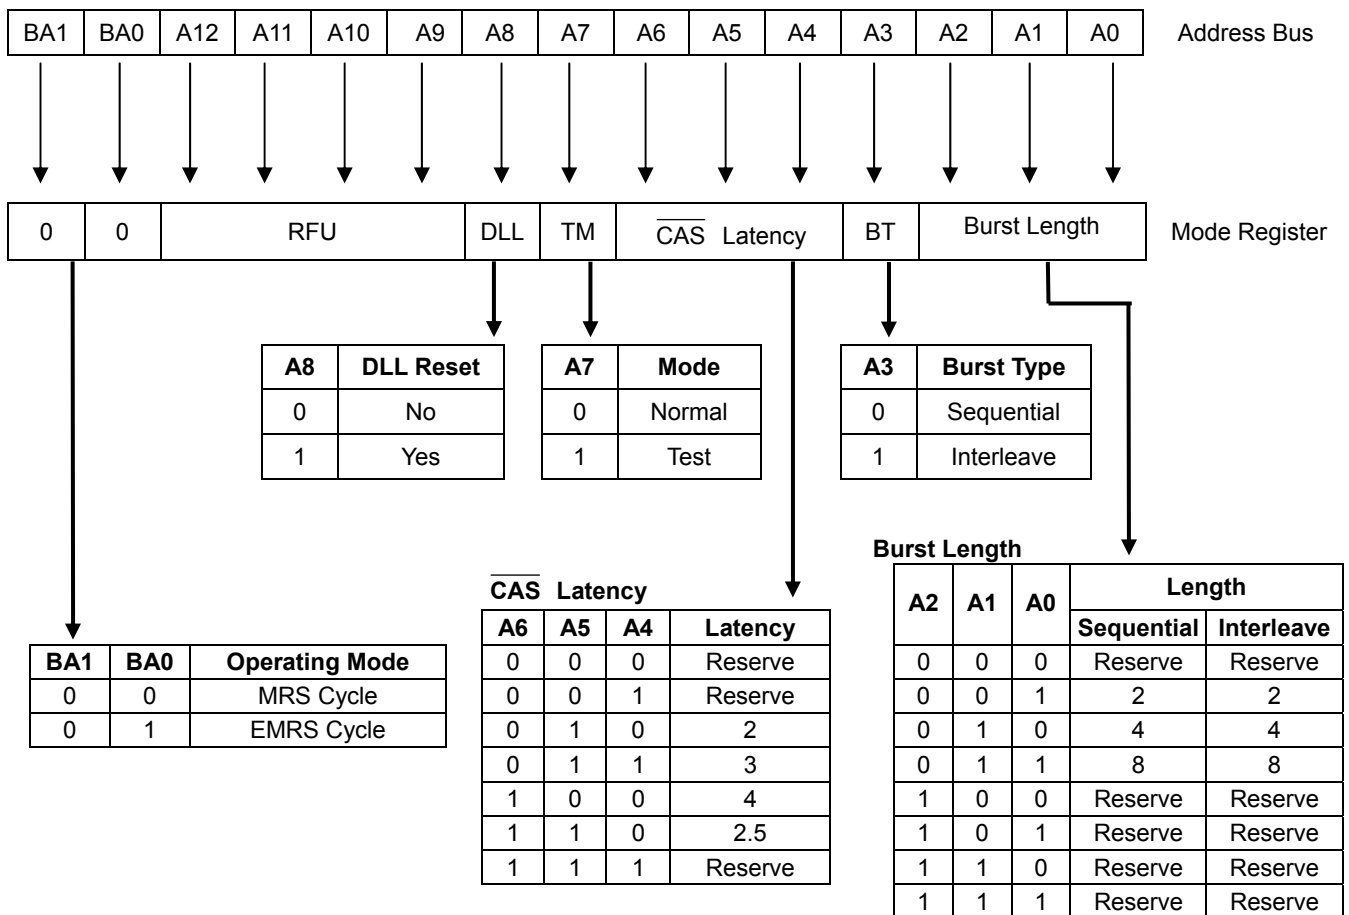 BA1 BA0 A12 A11 A10 A9 A8 A7 A6 A5 A4 A3 A2 A1 A0 Address Bus
0 0 RFU DLL TM CAS Latency BT Burst Length Mode Register
A8 DLL Reset
0 No
1 Yes
A7 Mode
0 Normal
1 Test
A3 Burst Type
0 Sequential
1 Interleave
BA1 BA0 Operating Mode
0 0 MRS Cycle
0 1 EMRS Cycle
CAS Latency
A6 A5 A4 Latency
0 0 0 Reserve
0 0 1 Reserve
0 1 0 2
0 1 1 3
1 0 0 4
1 1 0 2.5
1 1 1 Reserve
Burst Length
A2 A1 A0 Length
Sequential Interleave
0 0 0 Reserve Reserve
0 0 1 2 2
0 1 0 4 4
0 1 1 8 8
1 0 0 Reserve Reserve
1 0 1 Reserve Reserve
1 1 0 Reserve Reserve
1 1 1 Reserve Reserve